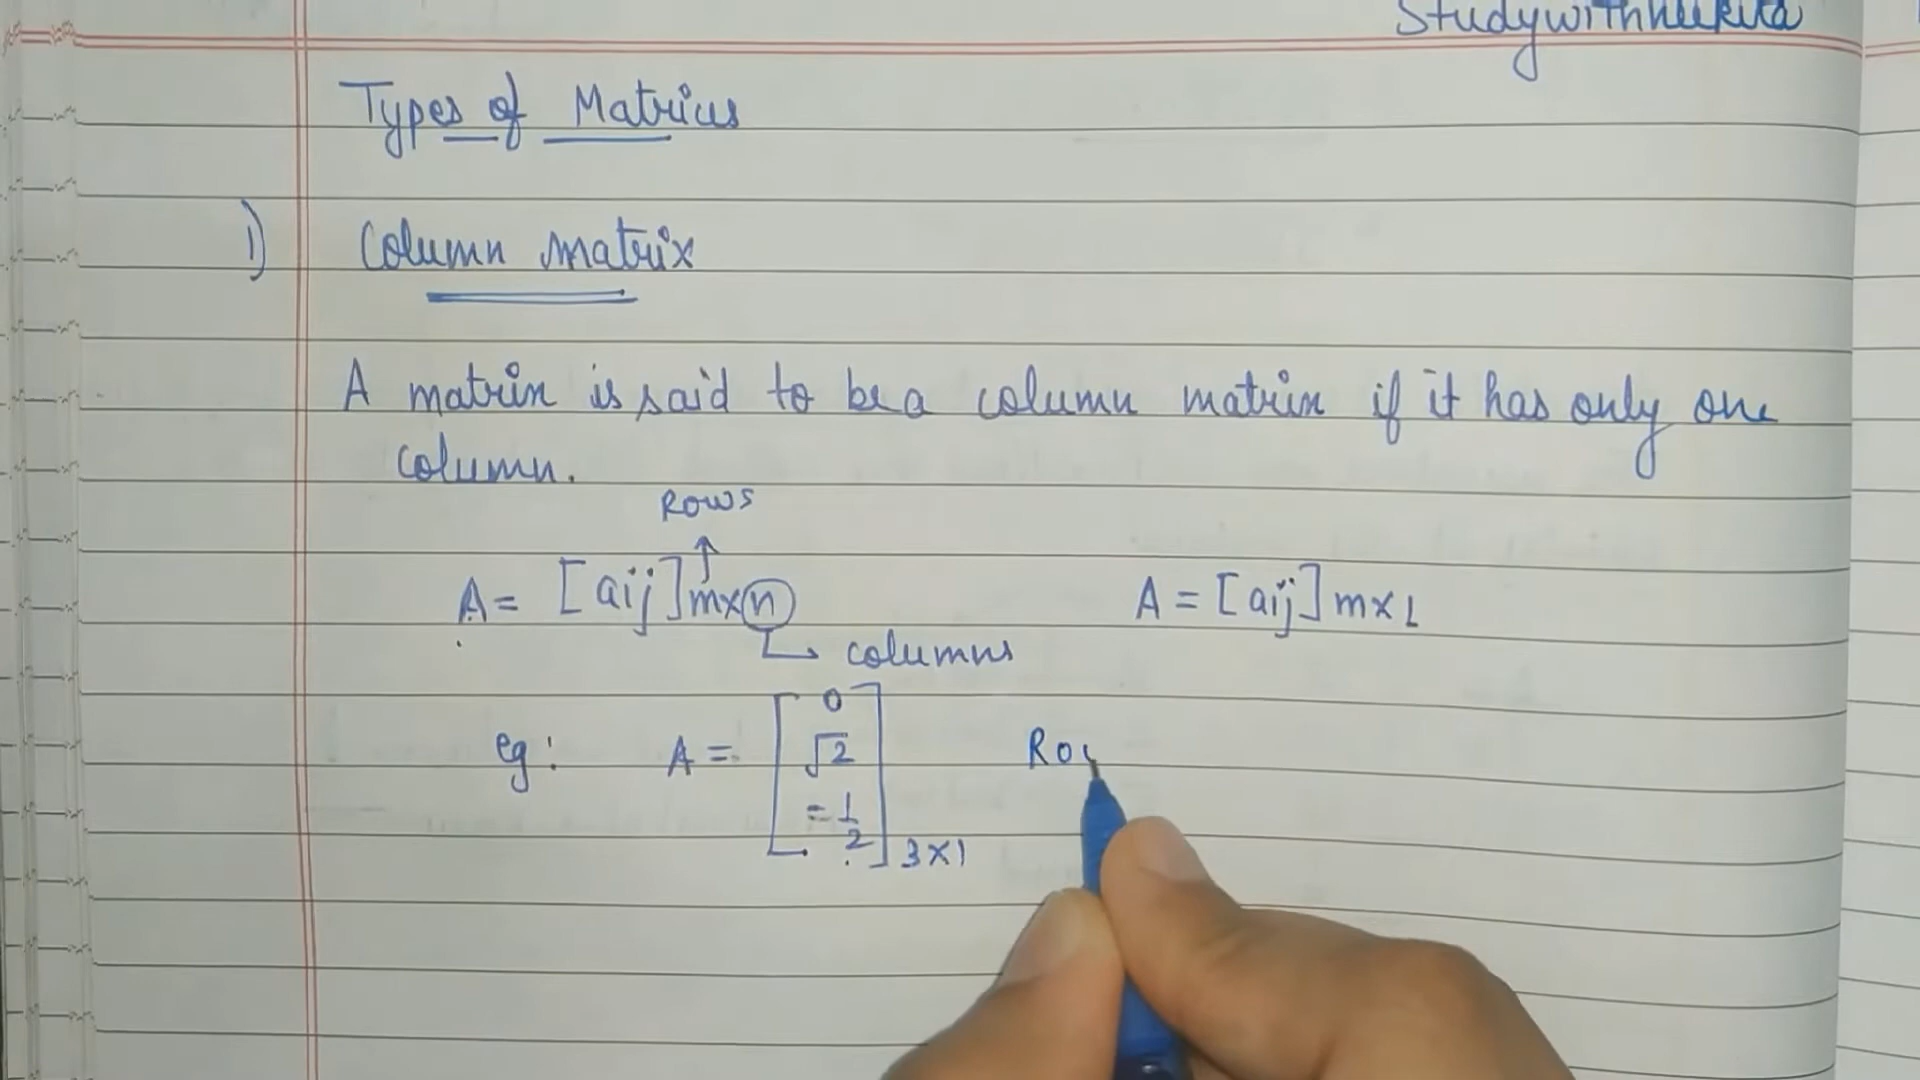 Types of Matrices
1) Column matrix
A matrix is said to be a column matrix if it has only one
column.
Rows
A = [aij] m×n
A = [aij] m×1
columns
eg: A = [0 √2 -1/2] 3×1
Ro